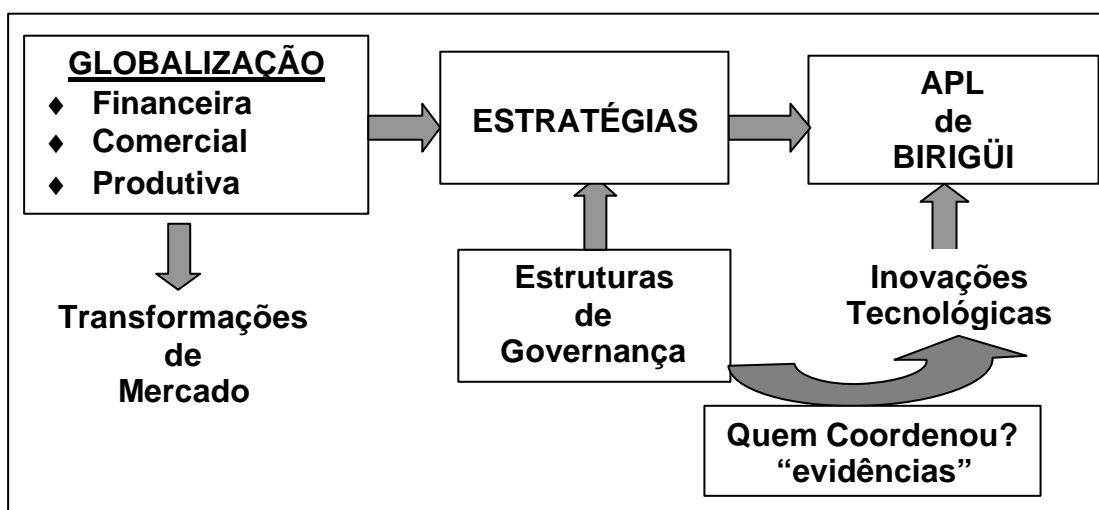 GLOBALIZAÇÃO
♦ Financeira
♦ Comercial
♦ Produtiva
ESTRATÉGIAS
APL
de
BIRIGÜI
Transformações
de
Mercado
Estruturas
de
Governança
Inovações
Tecnológicas
Quem Coordenou?
“evidências”